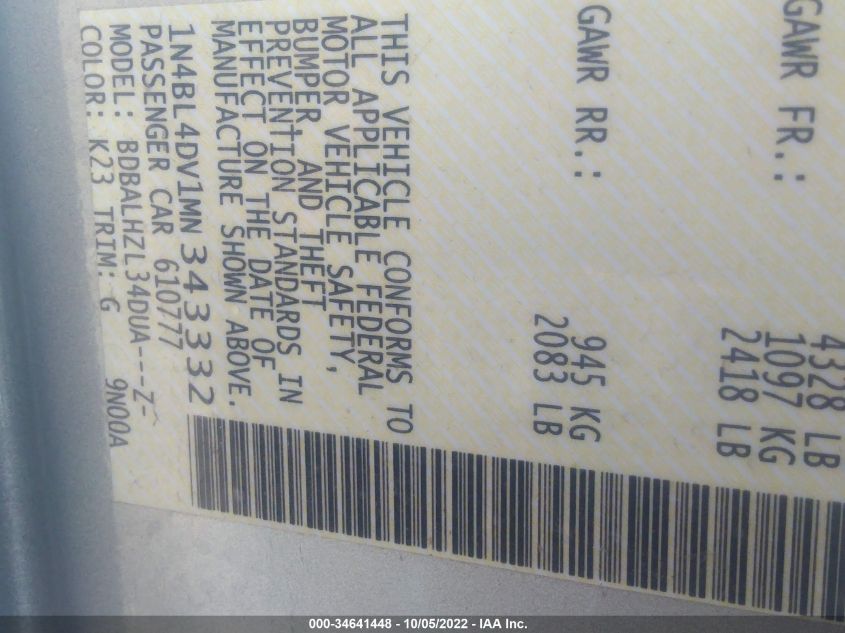 4328 LB
GAWR FR.: 1097 KG
2418 LB
GAWR RR.: 945 KG
2083 LB
THIS VEHICLE CONFORMS TO
ALL APPLICABLE FEDERAL
MOTOR VEHICLE SAFETY,
BUMPER, AND THEFT
PREVENTION STANDARDS IN
EFFECT ON THE DATE OF
MANUFACTURE SHOWN ABOVE.
1N4BL4DV1MN343332
PASSENGER CAR 610777
MODEL: BDBALHZL34DUA---Z-
COLOR: K23 TRIM: G 9N00A
000-34641448 - 10/05/2022 - IAA Inc.